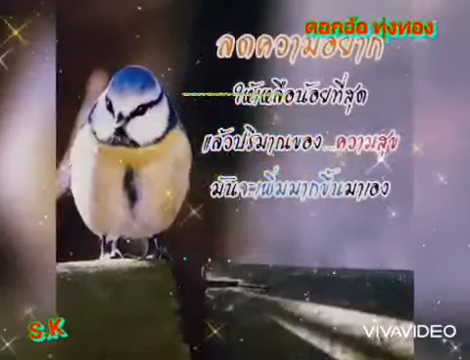 ดอกอ้อ ทุ่งทอง
ลดความอยาก
ให้เหลือน้อยที่สุด
แล้วปริมาณของ...ความสุข
มันจะเพิ่มมากขึ้นมาเอง
S.K
VIVAVIDEO